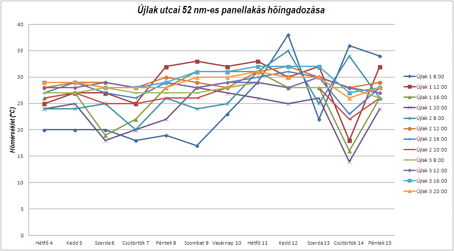 Újlak utcai 52 nm-es panellakás hőingadozása
Hőmérséklet (°C)
40
35
30
25
20
15
10
5
0
Hétfő 4 Kedd 5 Szerda 6 Csütörtök 7 Péntek 8 Szombat 9 Vasárnap 10 Hétfő 11 Kedd 12 Szerda 13 Csütörtök 14 Péntek 15
Újlak 1 8:00
Újlak 1 12:00
Újlak 1 16:00
Újlak 1 20:00
Újlak 2 8:00
Újlak 2 12:00
Újlak 2 16:00
Újlak 2 20:00
Újlak 3 8:00
Újlak 3 12:00
Újlak 3 16:00
Újlak 3 20:00